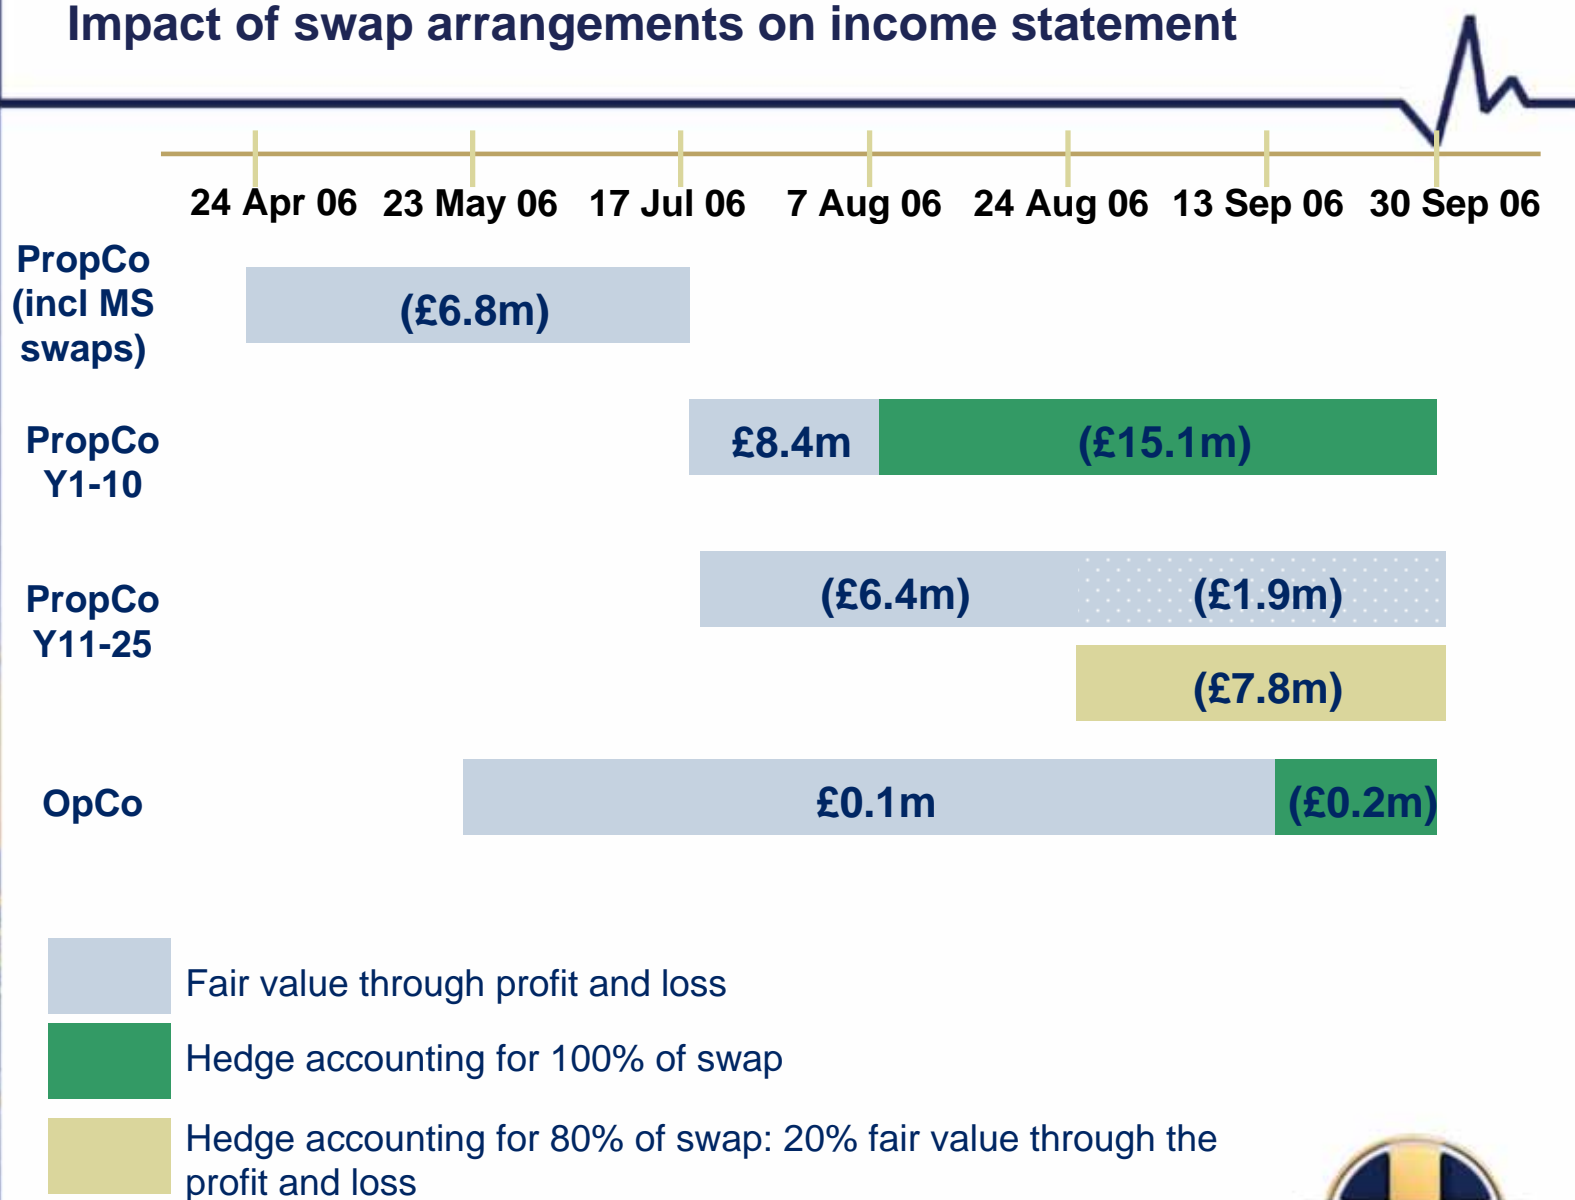 Impact of swap arrangements on income statement
24 Apr 06 23 May 06 17 Jul 06 7 Aug 06 24 Aug 06 13 Sep 06 30 Sep 06
PropCo
(incl MS
swaps)
(£6.8m)
PropCo
Y1-10
£8.4m (£15.1m)
PropCo
Y11-25
(£6.4m) (£1.9m)
(£7.8m)
OpCo
£0.1m (£0.2m)
Fair value through profit and loss
Hedge accounting for 100% of swap
Hedge accounting for 80% of swap: 20% fair value through the
profit and loss